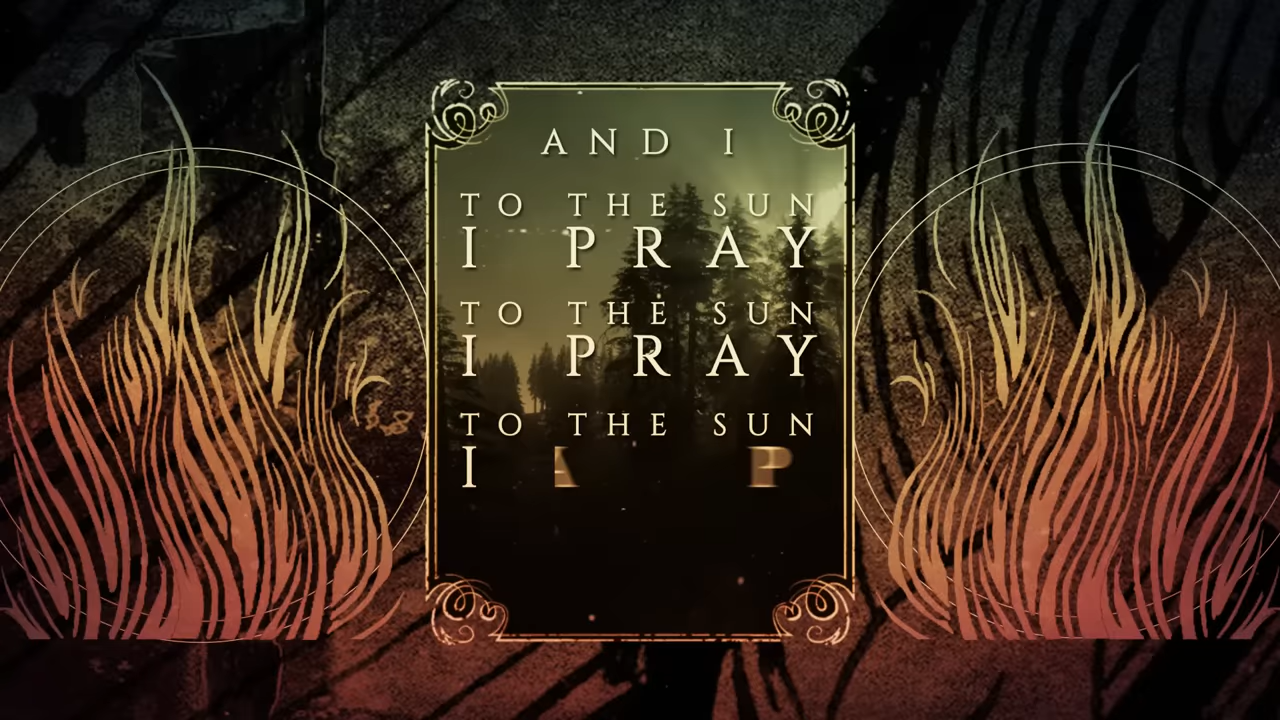 AND I
TO THE SUN
I PRAY
TO THE SUN
I PRAY
TO THE SUN
I